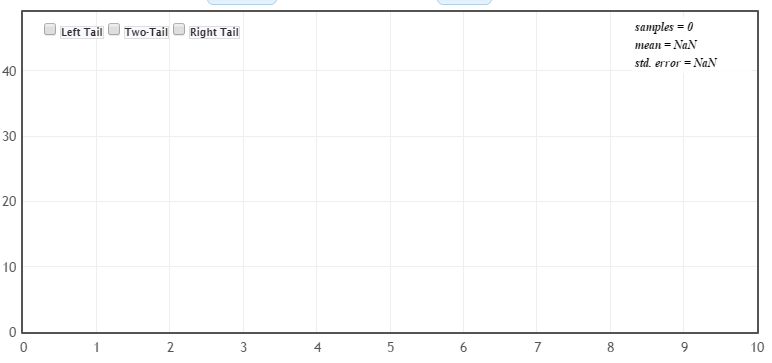 Left Tail Two-Tail Right Tail
samples = 0
mean = NaN
std. error = NaN
40
30
20
10
0
0 1 2 3 4 5 6 7 8 9 10